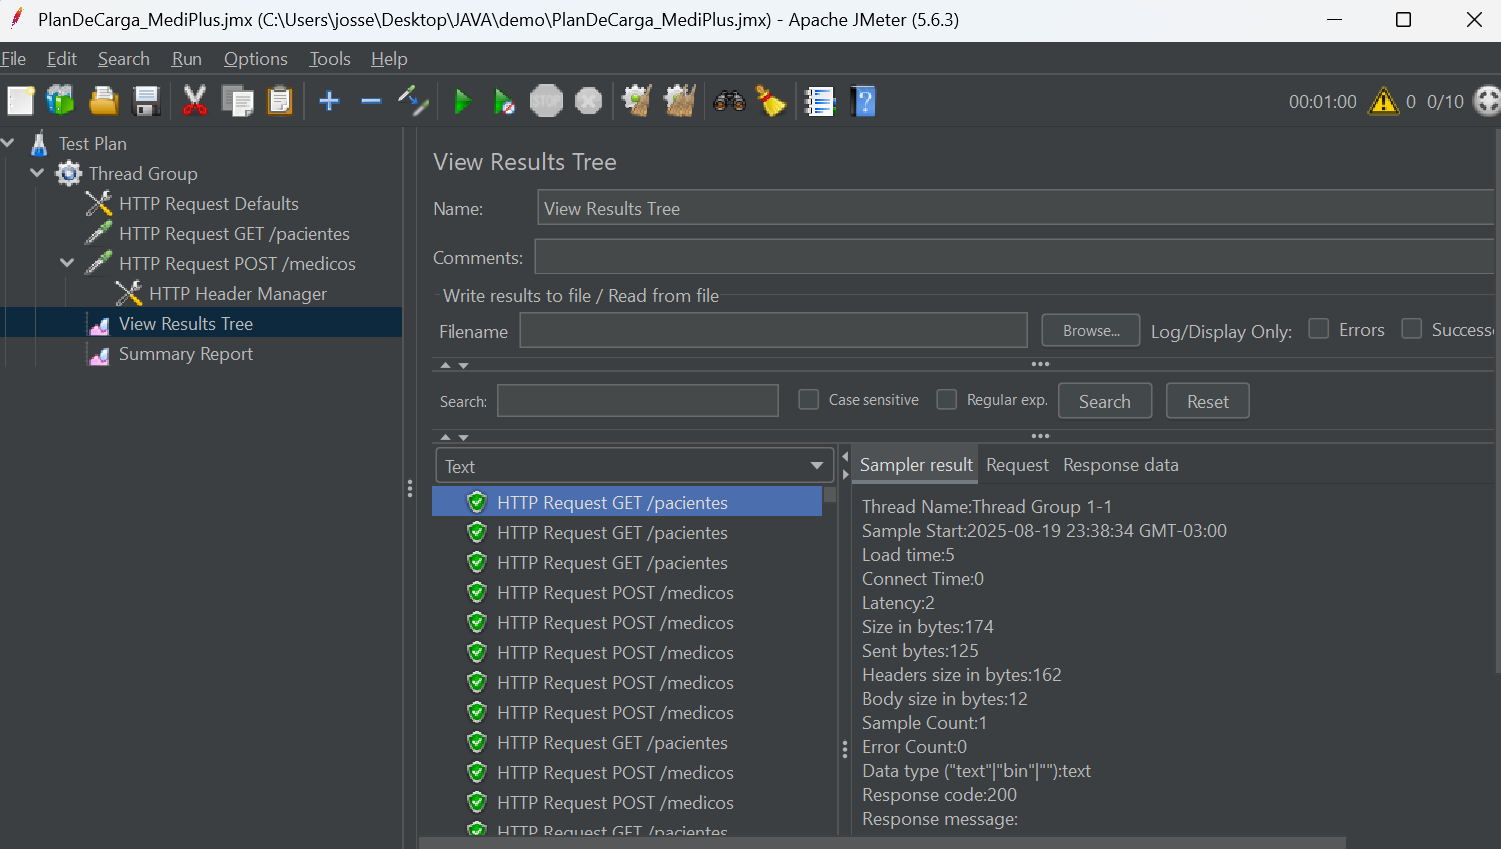 PlanDeCarga_MediPlus.jmx (C:\Users\josse\Desktop\JAVA\demo\PlanDeCarga_MediPlus.jmx) - Apache JMeter (5.6.3)
File Edit Search Run Options Tools Help
STOP
00:01:00 0 0/10
Test Plan
Thread Group
HTTP Request Defaults
HTTP Request GET /pacientes
HTTP Request POST /medicos
HTTP Header Manager
View Results Tree
Summary Report
View Results Tree
Name: View Results Tree
Comments:
Write results to file / Read from file
Filename Browse... Log/Display Only: Errors Success
Search: Case sensitive Regular exp. Search Reset
Text
HTTP Request GET /pacientes
HTTP Request GET /pacientes
HTTP Request GET /pacientes
HTTP Request POST /medicos
HTTP Request POST /medicos
HTTP Request POST /medicos
HTTP Request POST /medicos
HTTP Request POST /medicos
HTTP Request GET /pacientes
HTTP Request POST /medicos
HTTP Request POST /medicos
HTTP Request GET /pacientes
Sampler result Request Response data
Thread Name:Thread Group 1-1
Sample Start:2025-08-19 23:38:34 GMT-03:00
Load time:5
Connect Time:0
Latency:2
Size in bytes:174
Sent bytes:125
Headers size in bytes:162
Body size in bytes:12
Sample Count:1
Error Count:0
Data type ("text"|"bin"|""):text
Response code:200
Response message: